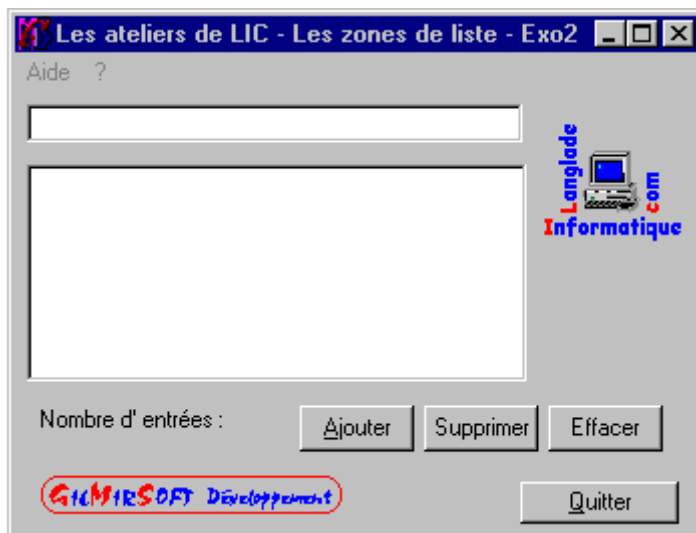 Les ateliers de LIC - Les zones de liste - Exo2
Aide ?
Langlade
Informatique
com
Nombre d' entrées :
Ajouter
Supprimer
Effacer
GilMirSoft Développement
Quitter